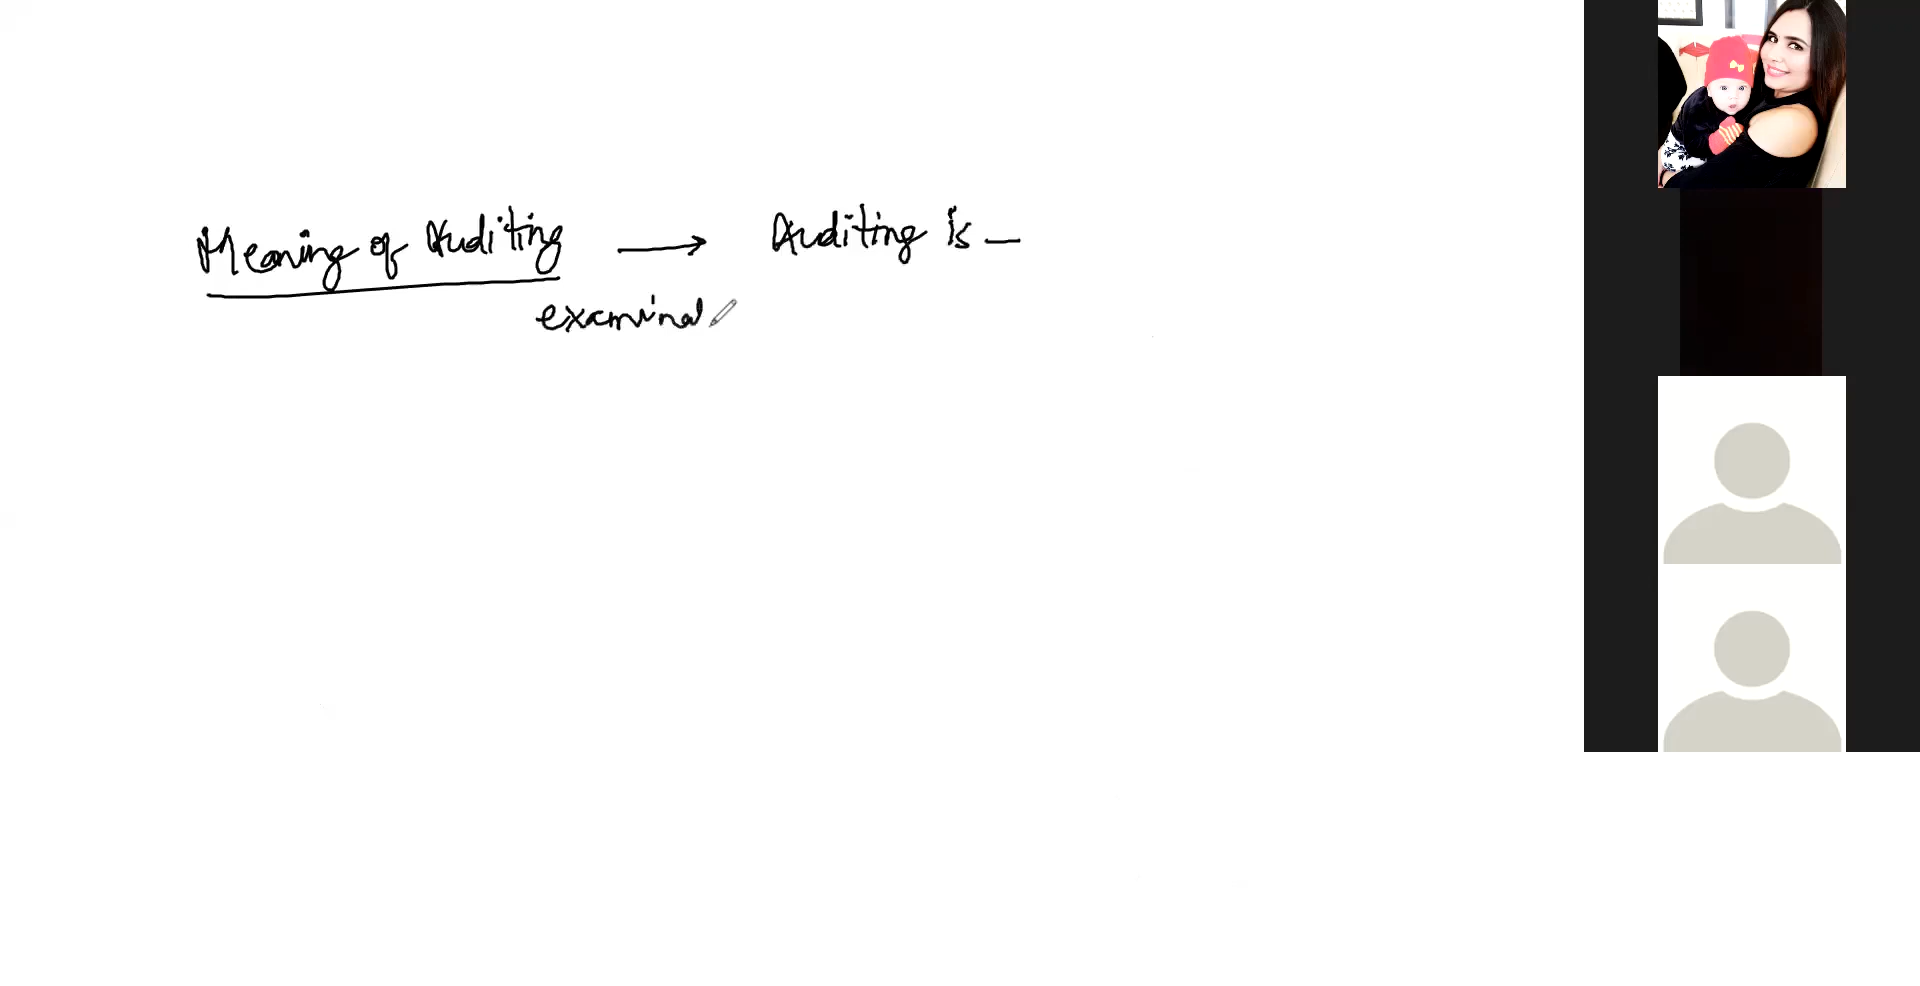 Meaning of Auditing → Auditing is —
examinat